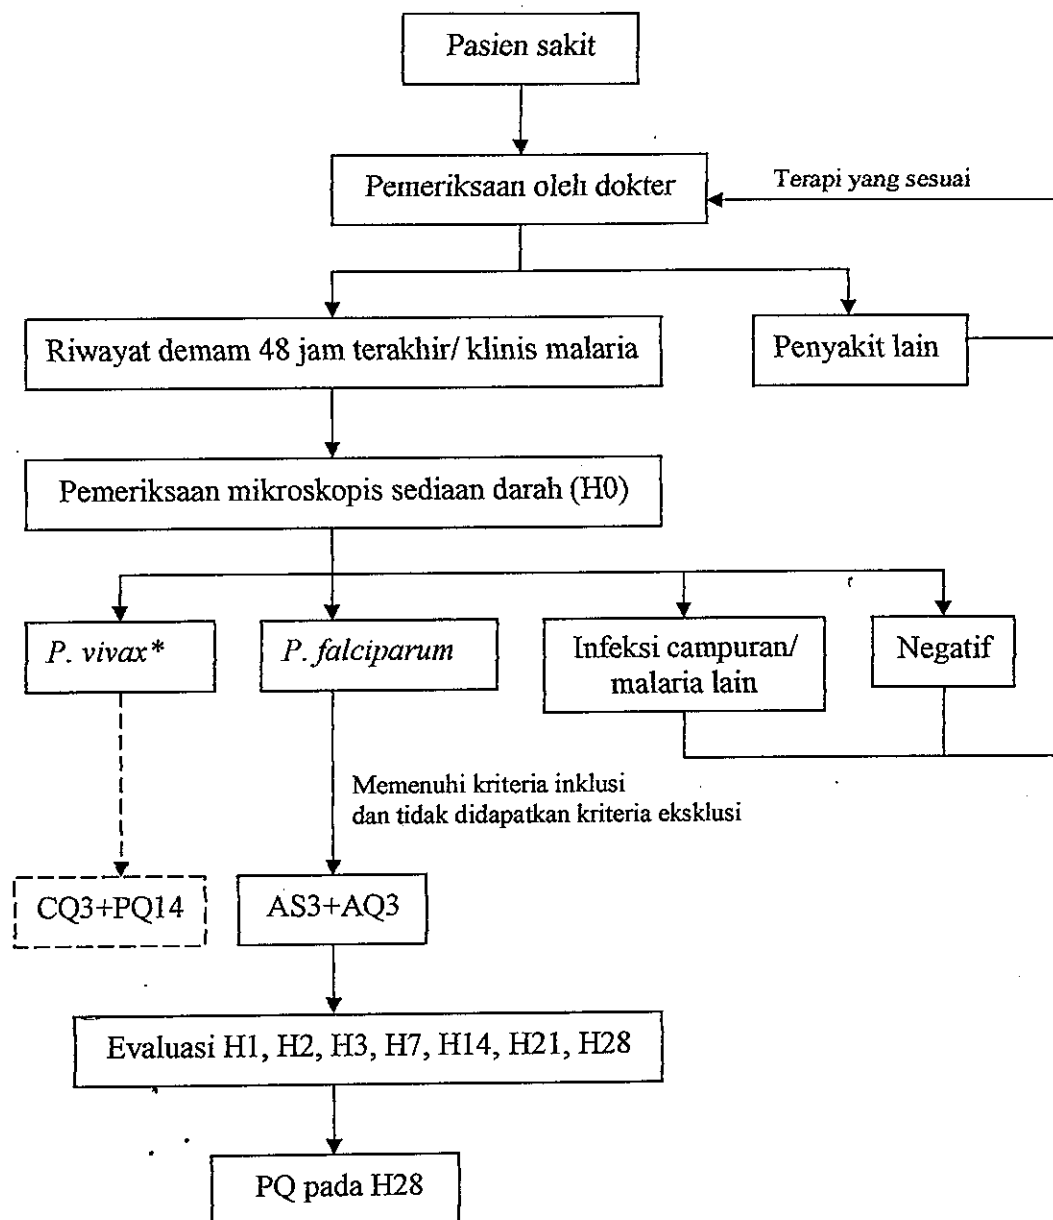 Pasien sakit
Pemeriksaan oleh dokter
Terapi yang sesuai
Riwayat demam 48 jam terakhir/ klinis malaria
Penyakit lain
Pemeriksaan mikroskopis sediaan darah (H0)
P. vivax*
P. falciparum
Infeksi campuran/
malaria lain
Negatif
Memenuhi kriteria inklusi
dan tidak didapatkan kriteria eksklusi
CQ3+PQ14
AS3+AQ3
Evaluasi H1, H2, H3, H7, H14, H21, H28
PQ pada H28